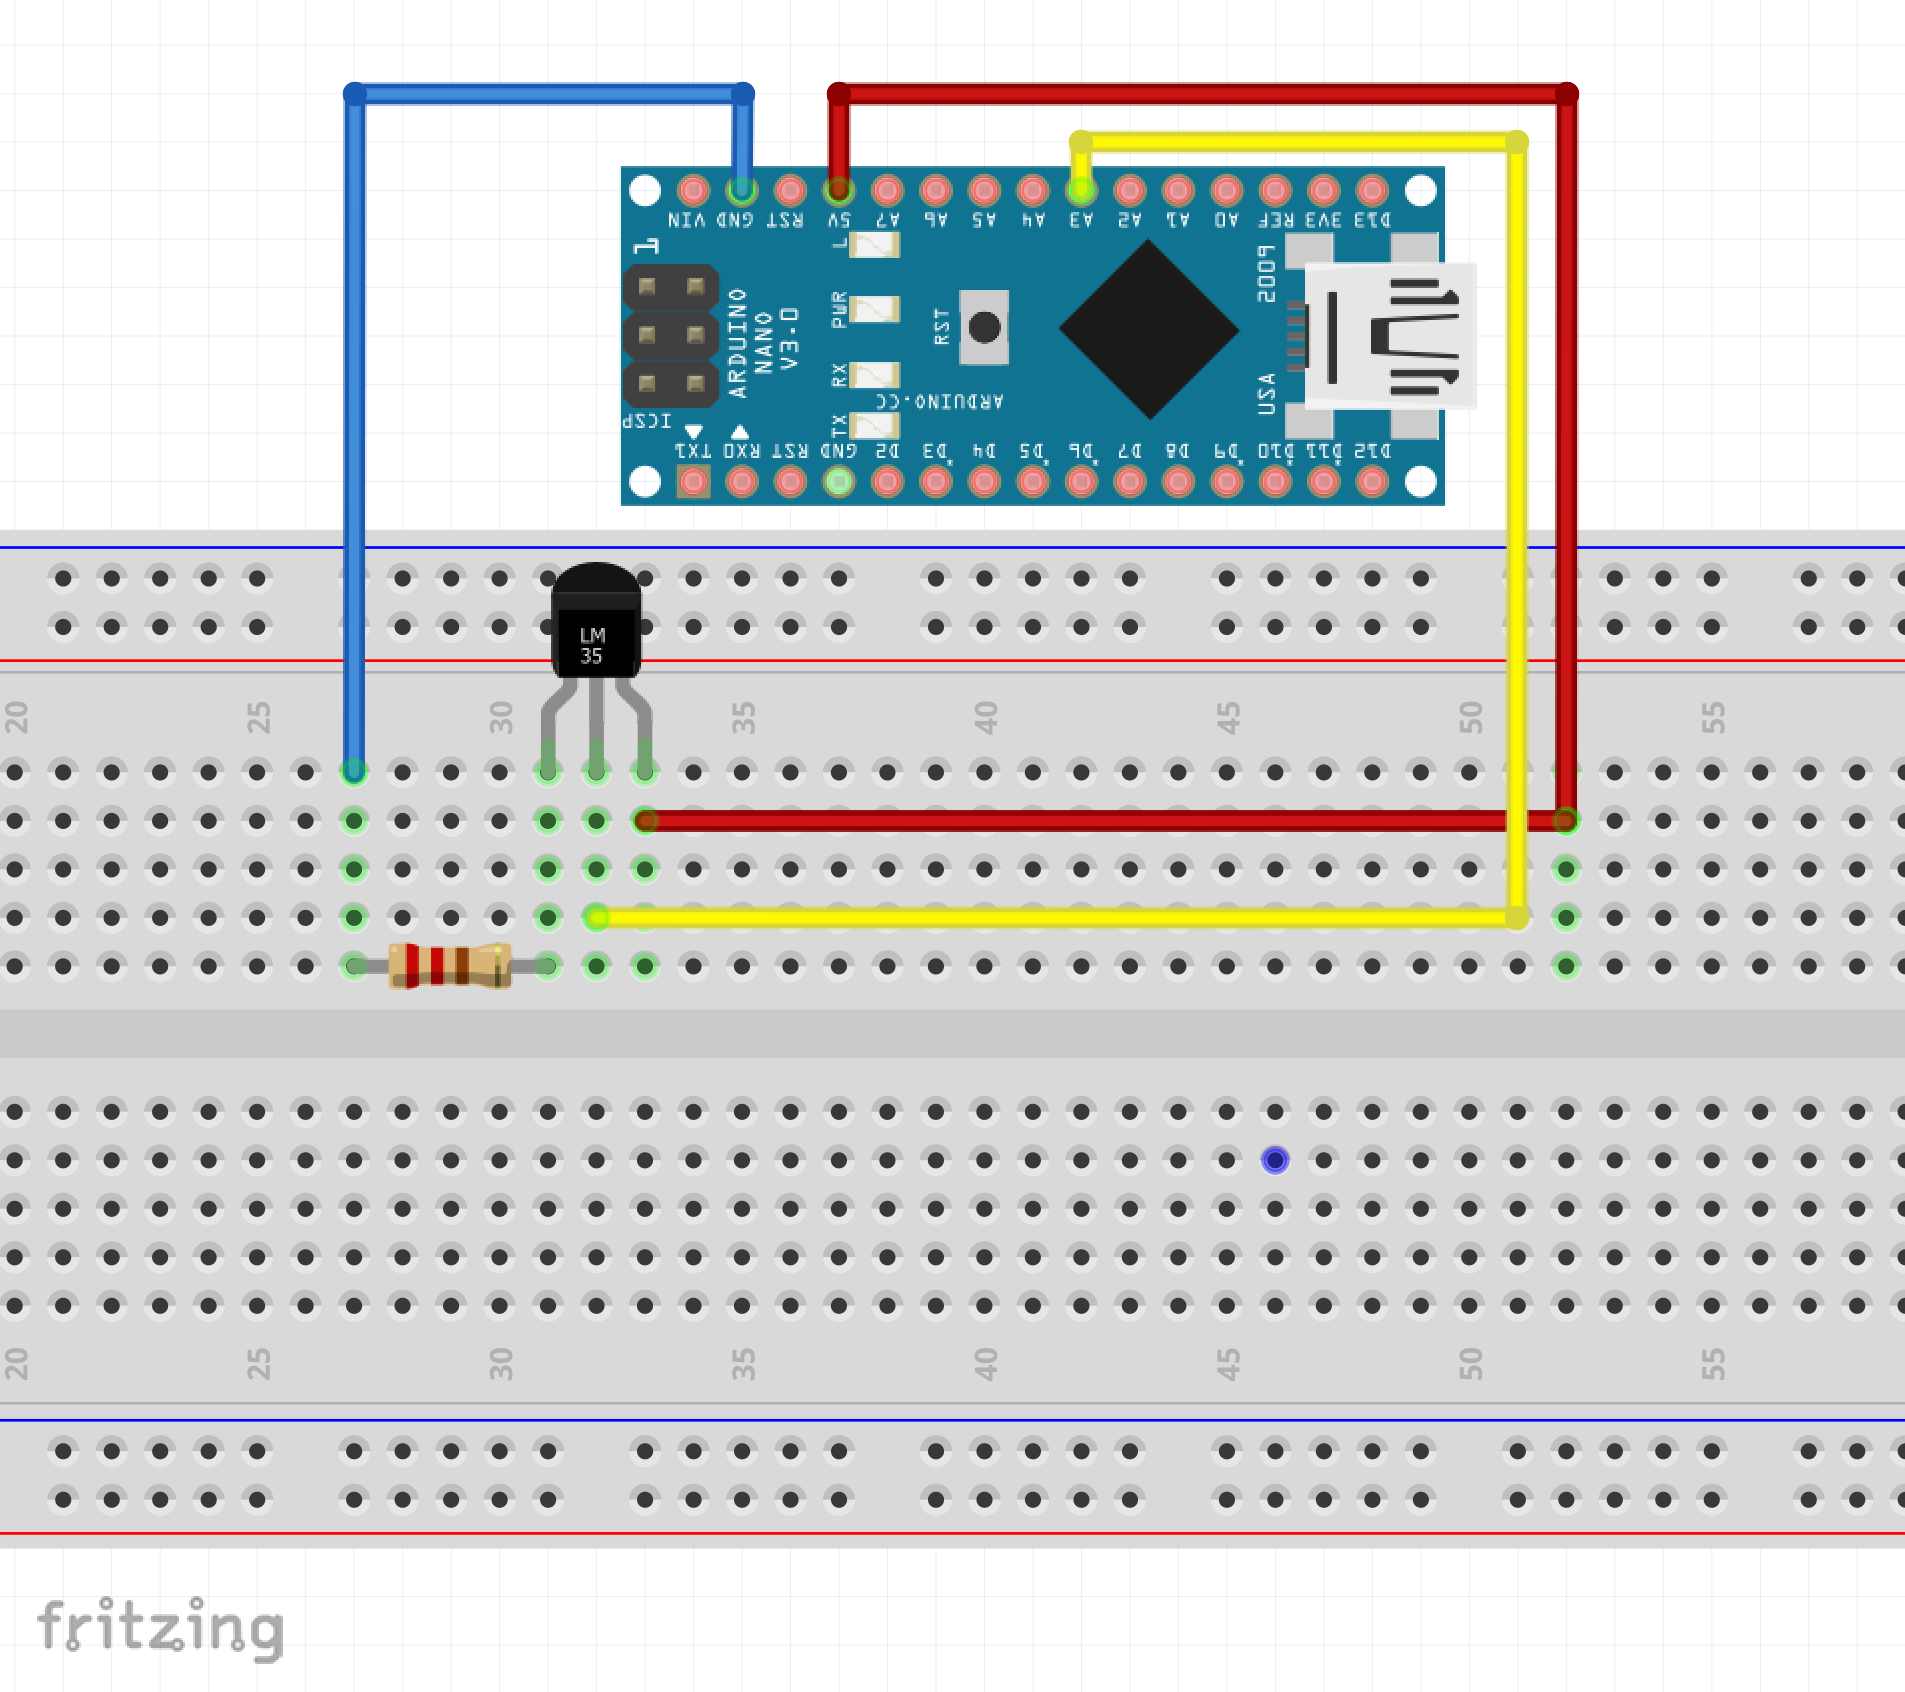 VIN GND RST 5V A7 A6 A5 A4 A3 A2 A1 A0 REF 3V3 D13
1
L
PWR
RX
TX
ARDUINO
NANO
V3.0
RST
ARDUINO.CC
2009
USA
ICSP
TX1 RX0 RST GND D2 D3 D4 D5 D6 D7 D8 D9 D10 D11 D12
LM
35
20 25 30 35 40 45 50 55
20 25 30 35 40 45 50 55
fritzing